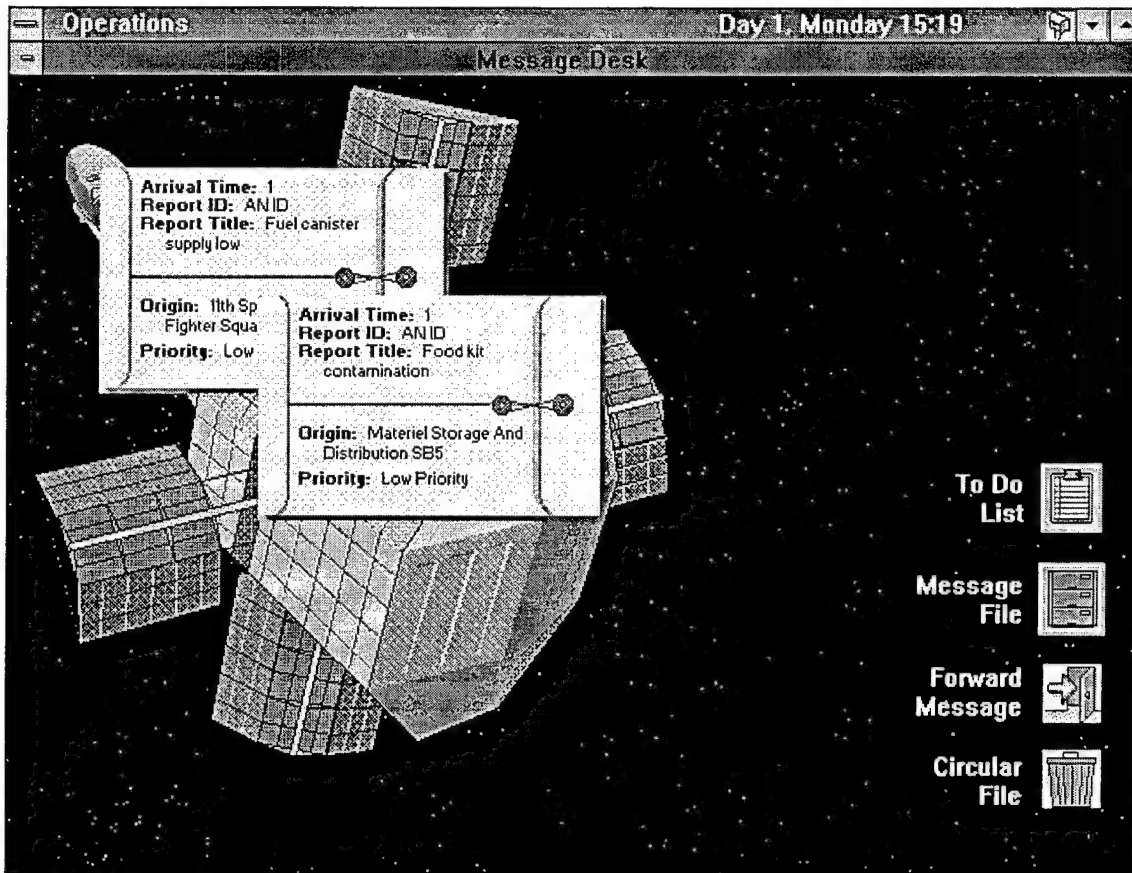 Operations Day 1, Monday 15:19
Message Desk
Arrival Time: 1
Report ID: AN ID
Report Title: Fuel canister
supply low
Origin: 11th Sp
Fighter Squa
Priority: Low
Arrival Time: 1
Report ID: AN ID
Report Title: Food kit
contamination
Origin: Materiel Storage And
Distribution SB5
Priority: Low Priority
To Do
List
Message
File
Forward
Message
Circular
File